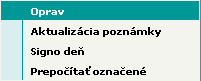 Oprav
Aktualizácia poznámky
Signo deň
Prepočítať označené